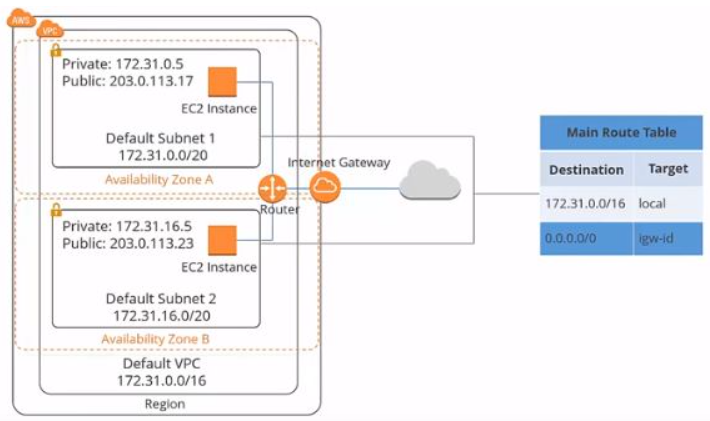 AWS
VPC
Private: 172.31.0.5
Public: 203.0.113.17
EC2 Instance
Default Subnet 1
172.31.0.0/20
Availability Zone A
Internet Gateway
Router
Private: 172.31.16.5
Public: 203.0.113.23
EC2 Instance
Default Subnet 2
172.31.16.0/20
Availability Zone B
Default VPC
172.31.0.0/16
Region
Main Route Table
Destination Target
172.31.0.0/16 local
0.0.0.0/0 igw-id